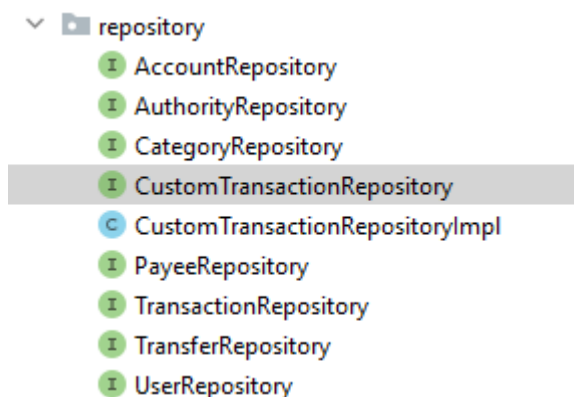 repository
I AccountRepository
I AuthorityRepository
I CategoryRepository
I CustomTransactionRepository
C CustomTransactionRepositoryImpl
I PayeeRepository
I TransactionRepository
I TransferRepository
I UserRepository